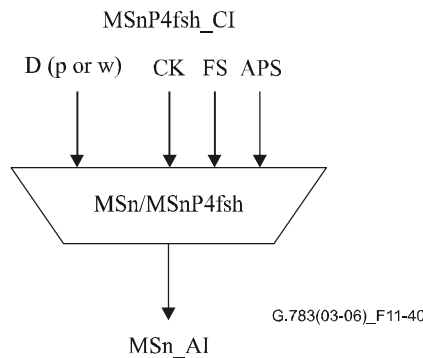 MSnP4fsh_CI
D (p or w) CK FS APS
MSn/MSnP4fsh
G.783(03-06)_F11-40
MSn_AI